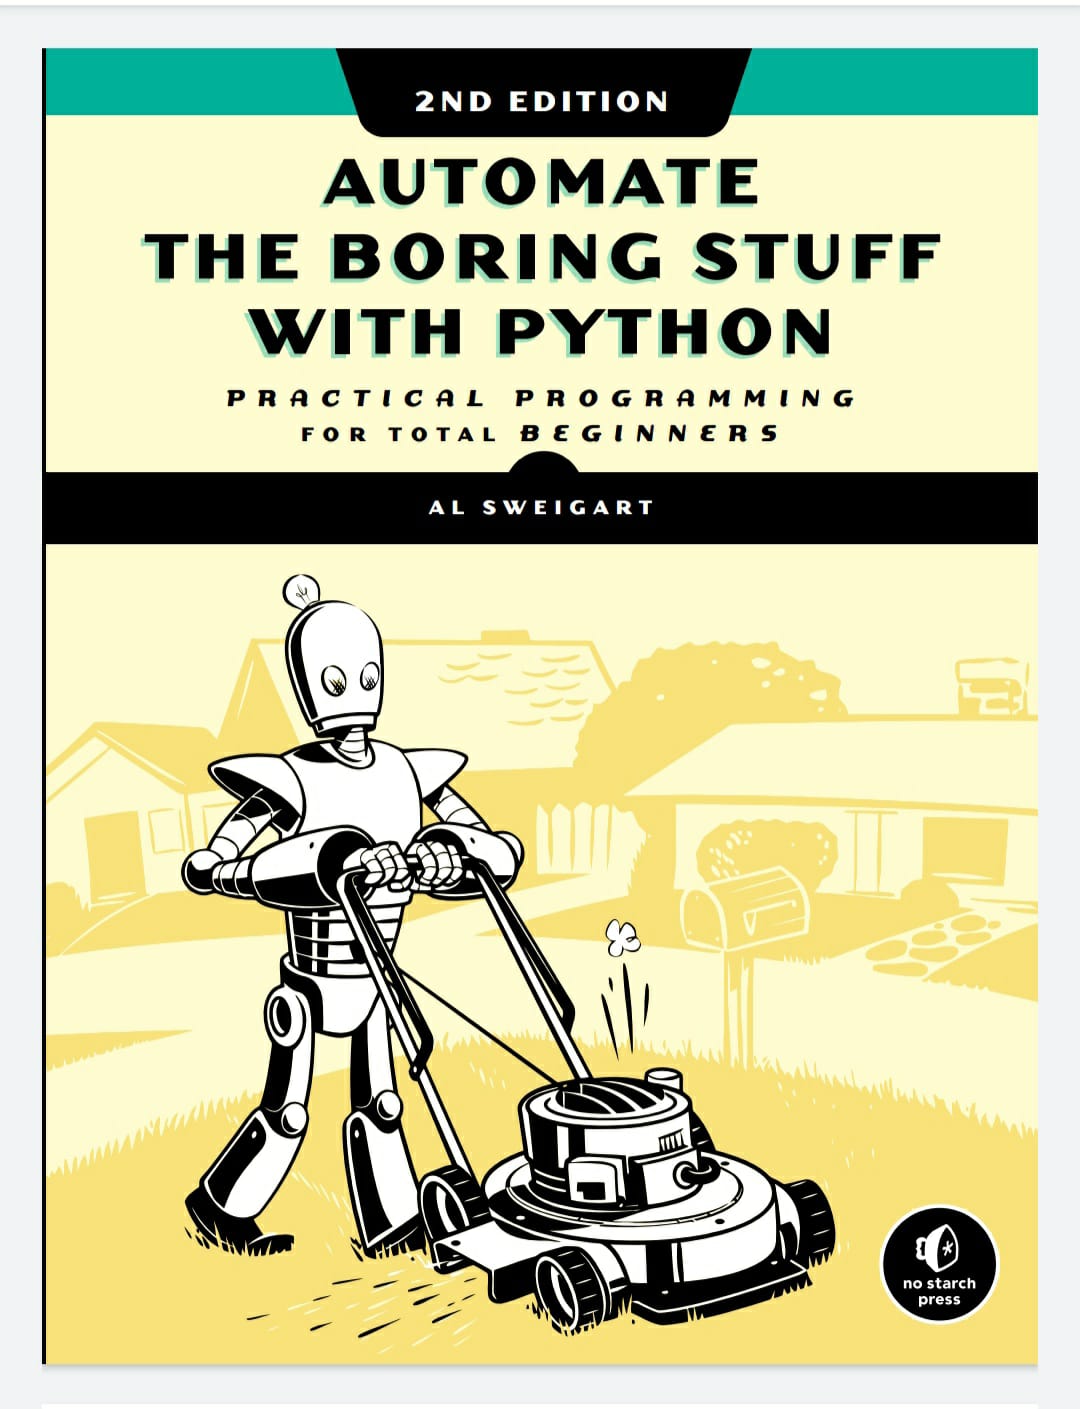 2ND EDITION
AUTOMATE
THE BORING STUFF
WITH PYTHON
PRACTICAL PROGRAMMING
FOR TOTAL BEGINNERS
AL SWEIGART
no starch
press